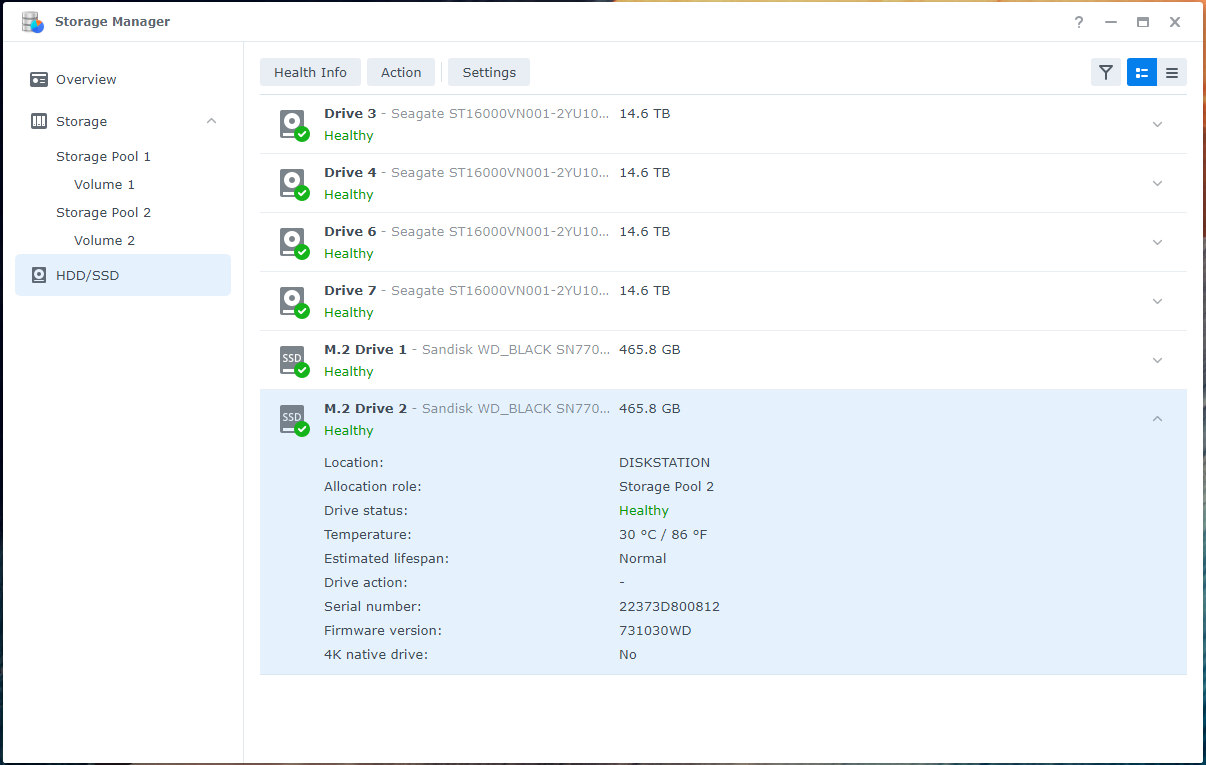 Storage Manager
?
Overview
Storage
Storage Pool 1
Volume 1
Storage Pool 2
Volume 2
HDD/SSD
Health Info
Action
Settings
Drive 3 - Seagate ST16000VN001-2YU10... 14.6 TB
Healthy
Drive 4 - Seagate ST16000VN001-2YU10... 14.6 TB
Healthy
Drive 6 - Seagate ST16000VN001-2YU10... 14.6 TB
Healthy
Drive 7 - Seagate ST16000VN001-2YU10... 14.6 TB
Healthy
SSD
M.2 Drive 1 - Sandisk WD_BLACK SN770... 465.8 GB
Healthy
SSD
M.2 Drive 2 - Sandisk WD_BLACK SN770... 465.8 GB
Healthy
Location: DISKSTATION
Allocation role: Storage Pool 2
Drive status: Healthy
Temperature: 30 °C / 86 °F
Estimated lifespan: Normal
Drive action: -
Serial number: 22373D800812
Firmware version: 731030WD
4K native drive: No